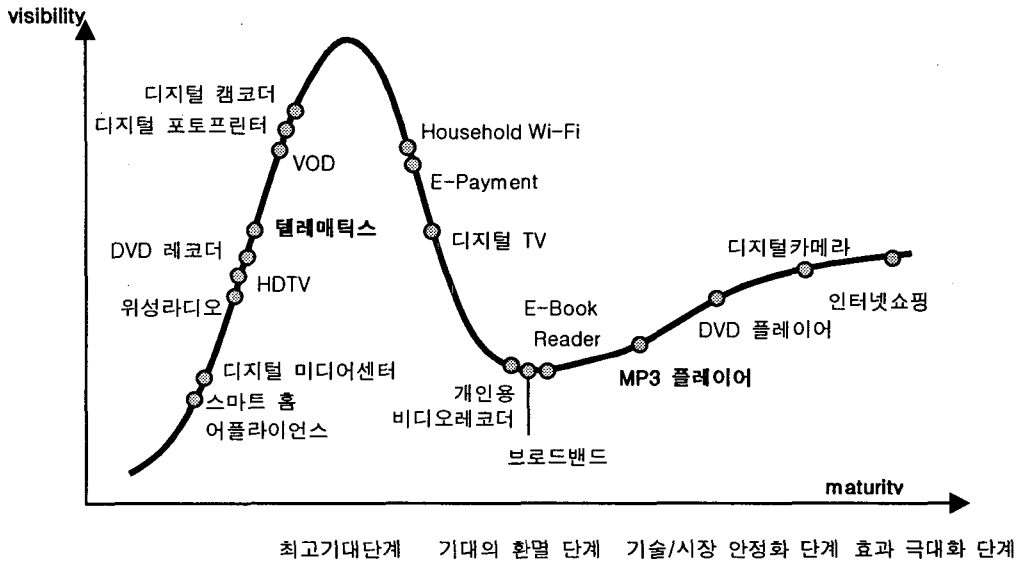 visibility
디지털 캠코더
디지털 포토프린터
VOD
텔레매틱스
DVD 레코더
HDTV
위성라디오
디지털 미디어센터
스마트 홈
어플라이언스
Household Wi-Fi
E-Payment
디지털 TV
E-Book
Reader
개인용
비디오레코더
브로드밴드
MP3 플레이어
DVD 플레이어
디지털카메라
인터넷쇼핑
maturity
최고기대단계 기대의 환멸 단계 기술/시장 안정화 단계 효과 극대화 단계